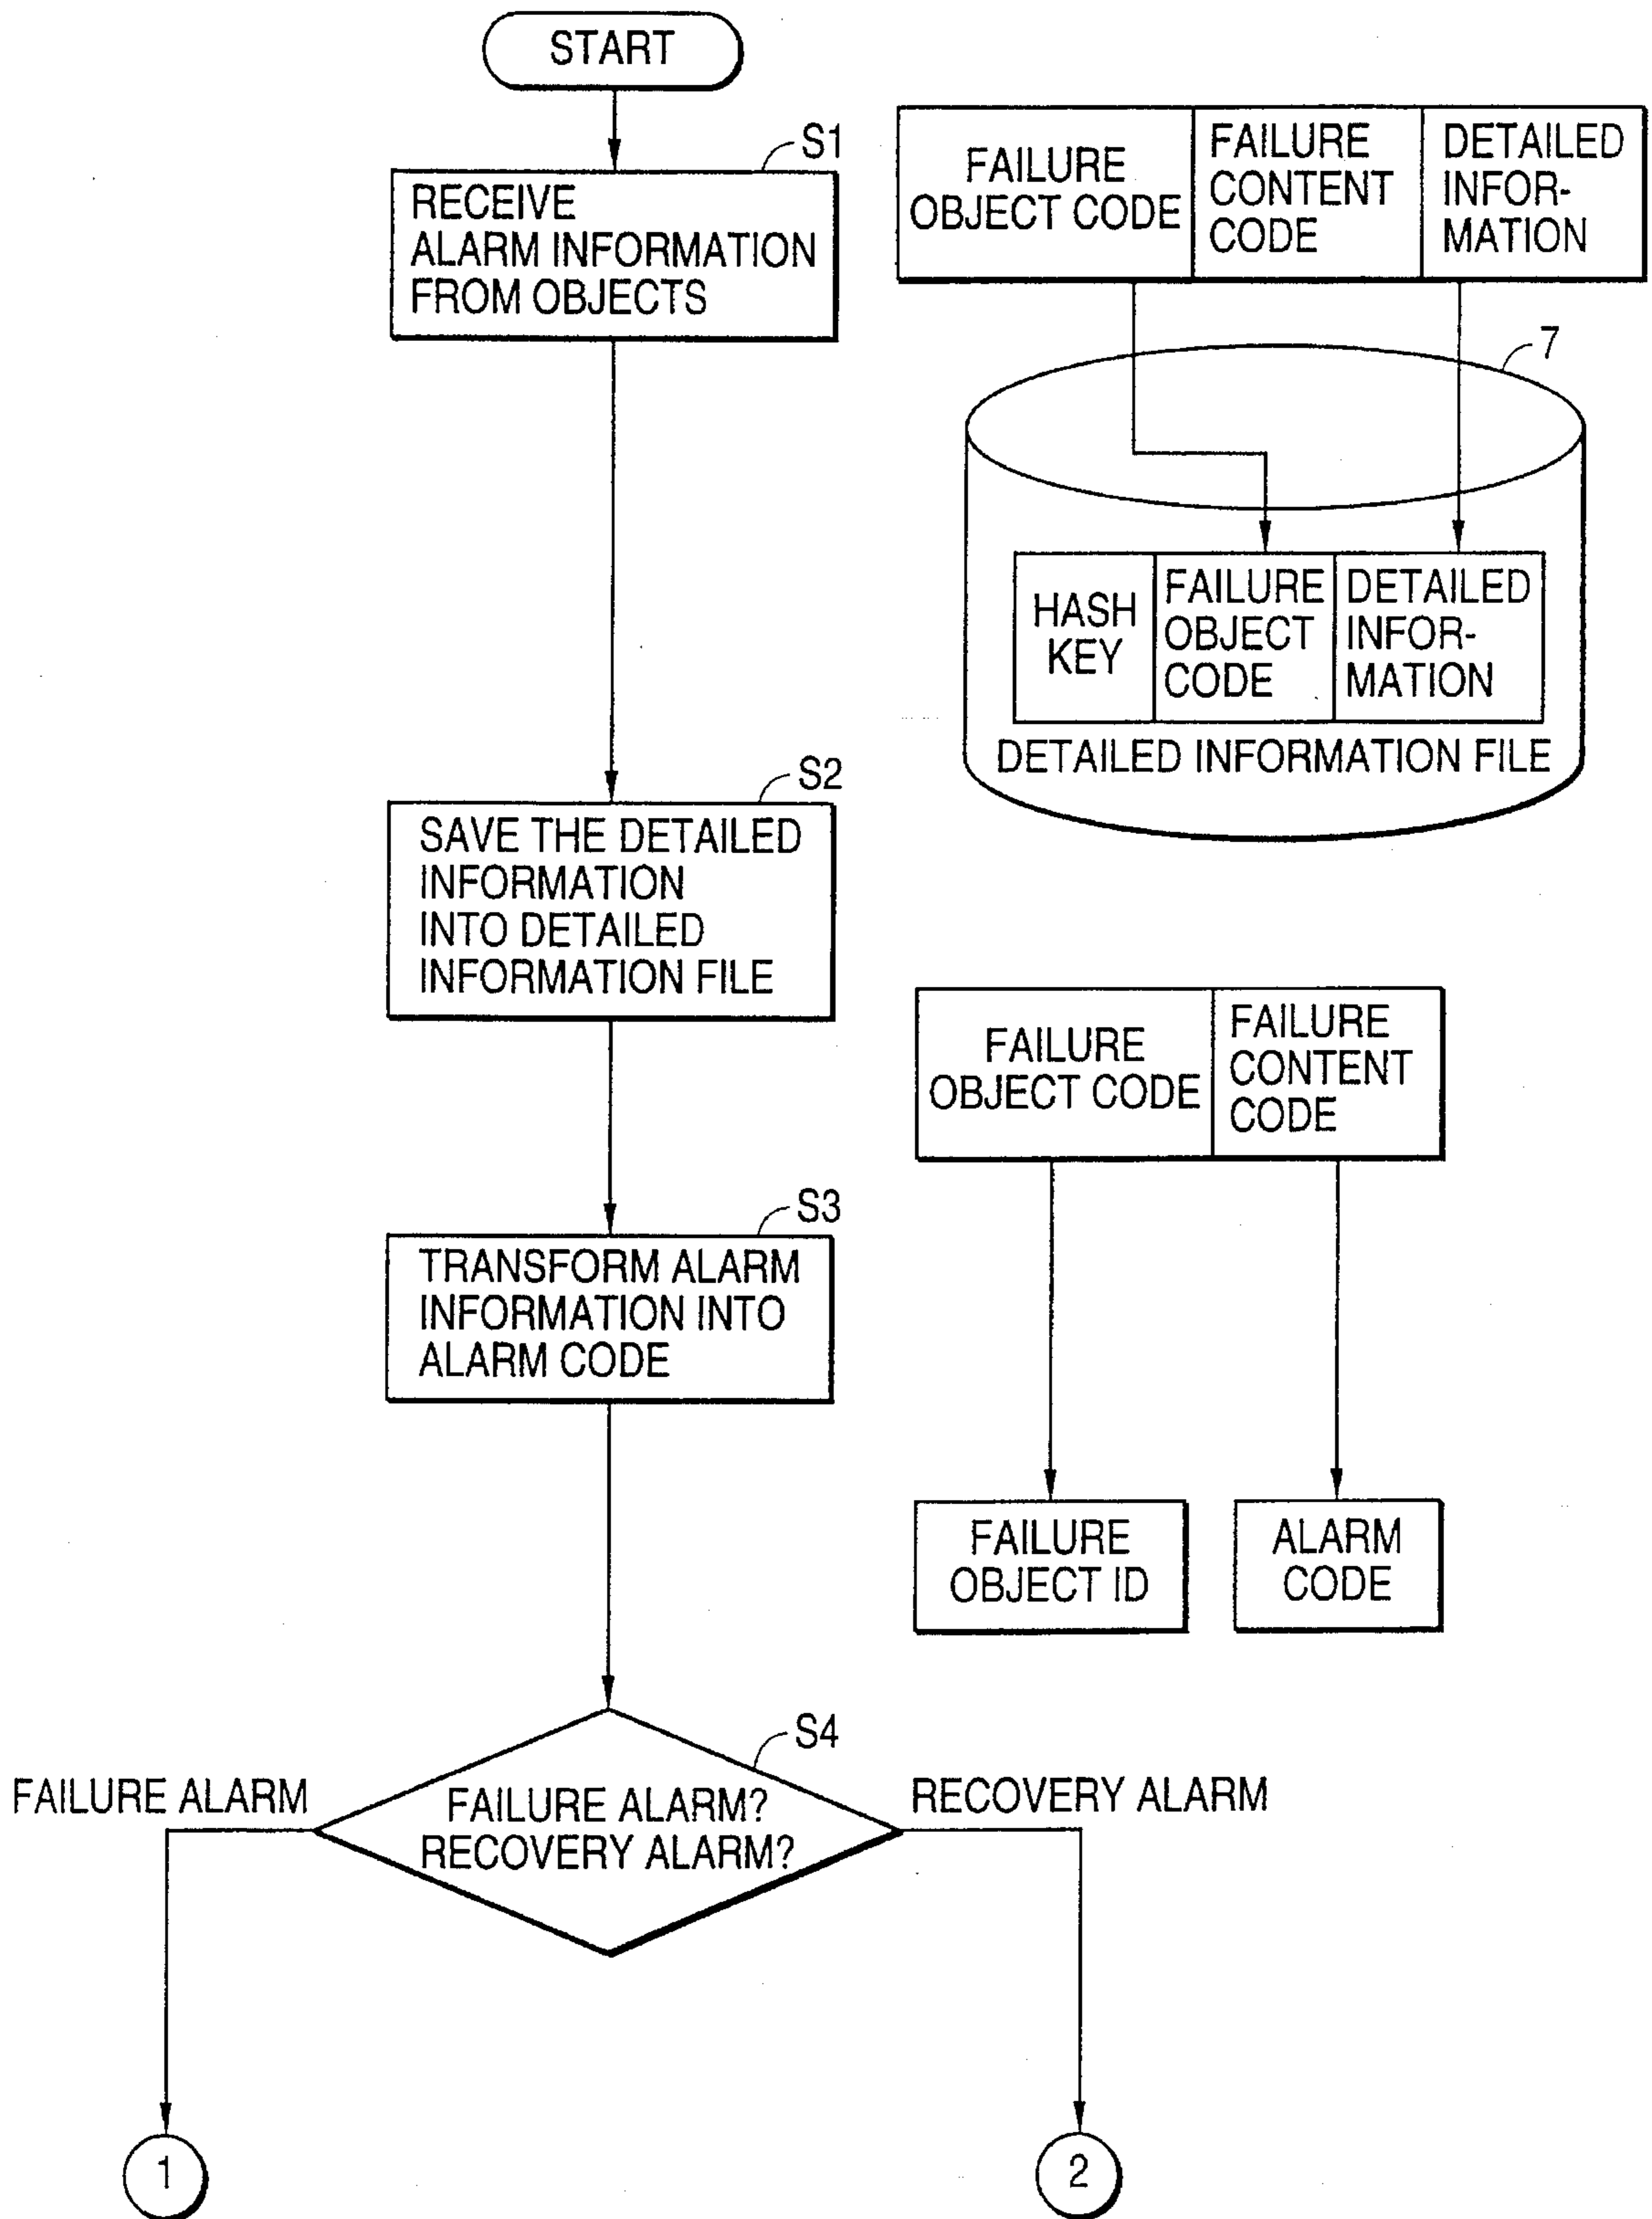 START
S1
RECEIVE
ALARM INFORMATION
FROM OBJECTS
FAILURE
OBJECT CODE
FAILURE
CONTENT
CODE
DETAILED
INFOR-
MATION
7
HASH
KEY
FAILURE
OBJECT
CODE
DETAILED
INFOR-
MATION
DETAILED INFORMATION FILE
S2
SAVE THE DETAILED
INFORMATION
INTO DETAILED
INFORMATION FILE
FAILURE
OBJECT CODE
FAILURE
CONTENT
CODE
S3
TRANSFORM ALARM
INFORMATION INTO
ALARM CODE
FAILURE
OBJECT ID
ALARM
CODE
S4
FAILURE ALARM
FAILURE ALARM?
RECOVERY ALARM?
RECOVERY ALARM
1
2